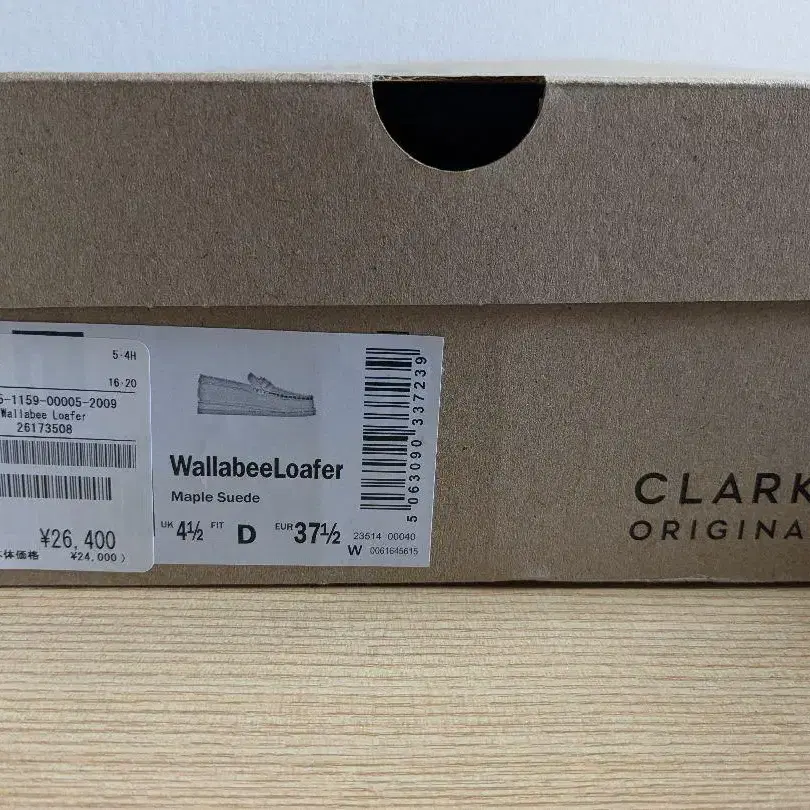 5-4H
16-20
-1159-00005-2009
Wallabee Loafer
26173508
¥26,400
体価格 ¥24,000)
WallabeeLoafer
Maple Suede
UK 4½ FIT D EUR 37½
23514 00040
W 0061645615
5 063090 337239
CLARK
ORIGINA